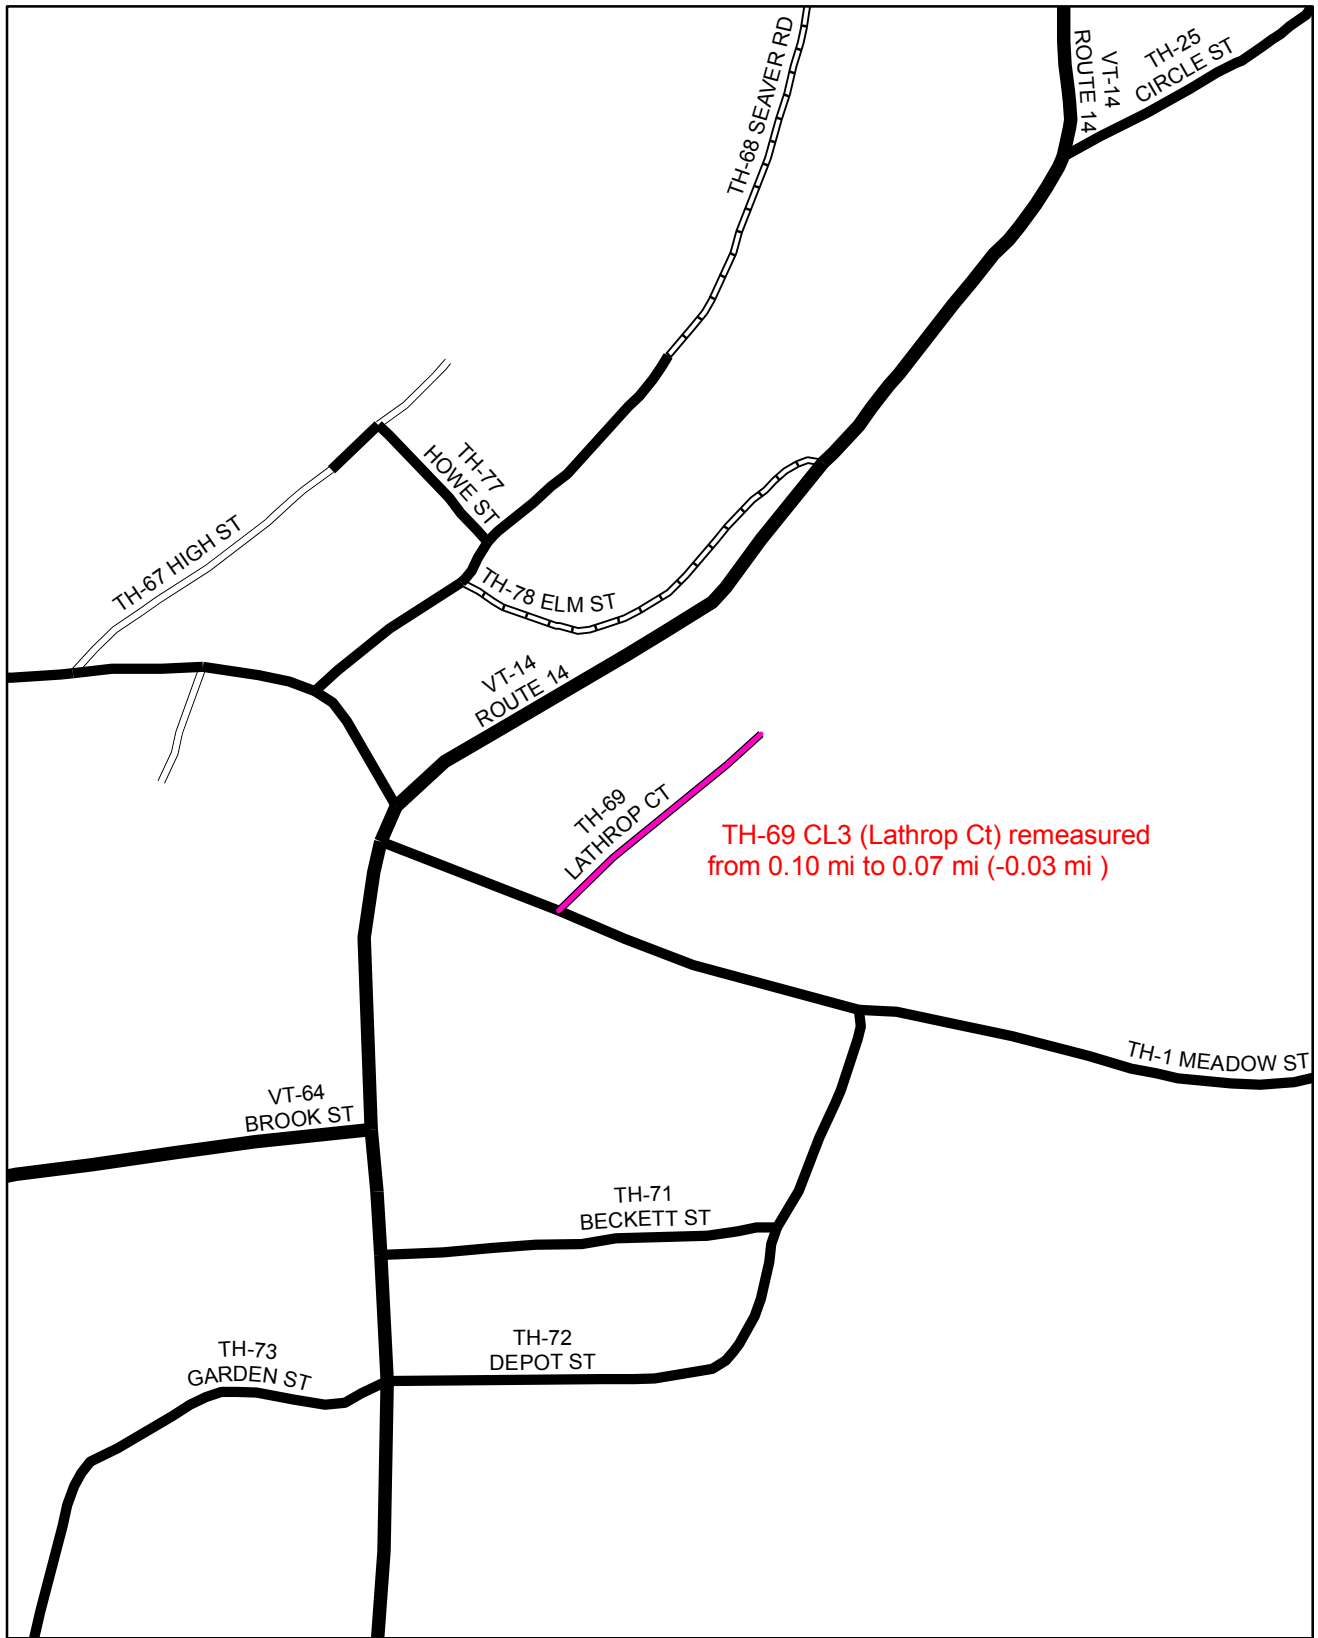 TH-68 SEAVER RD
VT-14
ROUTE 14
TH-25
CIRCLE ST
TH-77
HOWE ST
TH-67 HIGH ST
TH-78 ELM ST
VT-14
ROUTE 14
TH-69
LATHROP CT
TH-69 CL3 (Lathrop Ct) remeasured
from 0.10 mi to 0.07 mi (-0.03 mi )
TH-1 MEADOW ST
VT-64
BROOK ST
TH-71
BECKETT ST
TH-72
DEPOT ST
TH-73
GARDEN ST